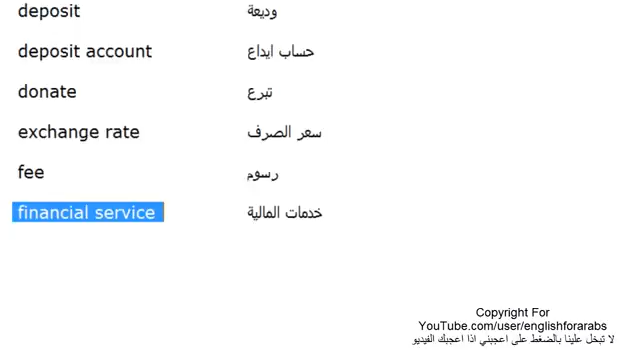 deposit وديعة
deposit account حساب ايداع
donate تبرع
exchange rate سعر الصرف
fee رسوم
financial service خدمات المالية
Copyright For
YouTube.com/user/englishforarabs
لا تبخل علينا بالضغط على اعجبني اذا اعجبك الفيديو